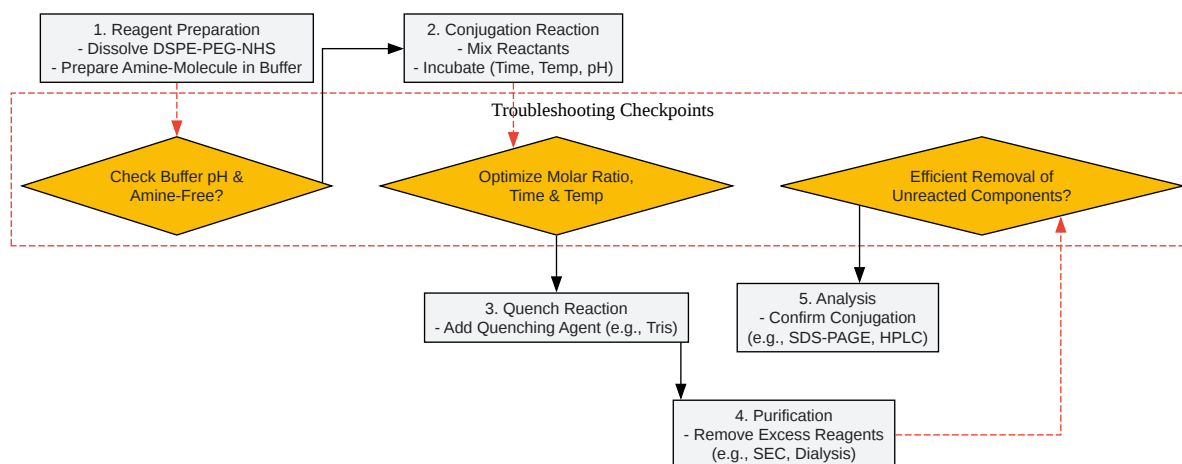 1. Reagent Preparation
- Dissolve DSPE-PEG-NHS
- Prepare Amine-Molecule in Buffer
2. Conjugation Reaction
- Mix Reactants
- Incubate (Time, Temp, pH)
Troubleshooting Checkpoints
Check Buffer pH &
Amine-Free?
Optimize Molar Ratio,
Time & Temp
Efficient Removal of
Unreacted Components?
3. Quench Reaction
- Add Quenching Agent (e.g., Tris)
5. Analysis
- Confirm Conjugation
(e.g., SDS-PAGE, HPLC)
4. Purification
- Remove Excess Reagents
(e.g., SEC, Dialysis)